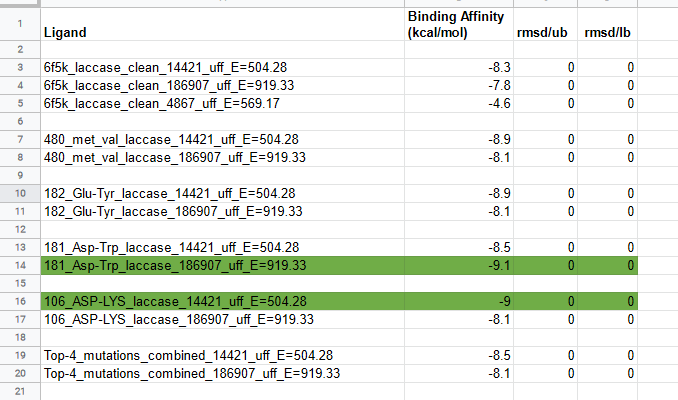 1 Ligand Binding Affinity (kcal/mol) rmsd/ub rmsd/lb
2
3 6f5k_laccase_clean_14421_uff_E=504.28 -8.3 0 0
4 6f5k_laccase_clean_186907_uff_E=919.33 -7.8 0 0
5 6f5k_laccase_clean_4867_uff_E=569.17 -4.6 0 0
6
7 480_met_val_laccase_14421_uff_E=504.28 -8.9 0 0
8 480_met_val_laccase_186907_uff_E=919.33 -8.1 0 0
9
10 182_Glu-Tyr_laccase_14421_uff_E=504.28 -8.9 0 0
11 182_Glu-Tyr_laccase_186907_uff_E=919.33 -8.1 0 0
12
13 181_Asp-Trp_laccase_14421_uff_E=504.28 -8.5 0 0
14 181_Asp-Trp_laccase_186907_uff_E=919.33 -9.1 0 0
15
16 106_ASP-LYS_laccase_14421_uff_E=504.28 -9 0 0
17 106_ASP-LYS_laccase_186907_uff_E=919.33 -8.1 0 0
18
19 Top-4_mutations_combined_14421_uff_E=504.28 -8.5 0 0
20 Top-4_mutations_combined_186907_uff_E=919.33 -8.1 0 0
21